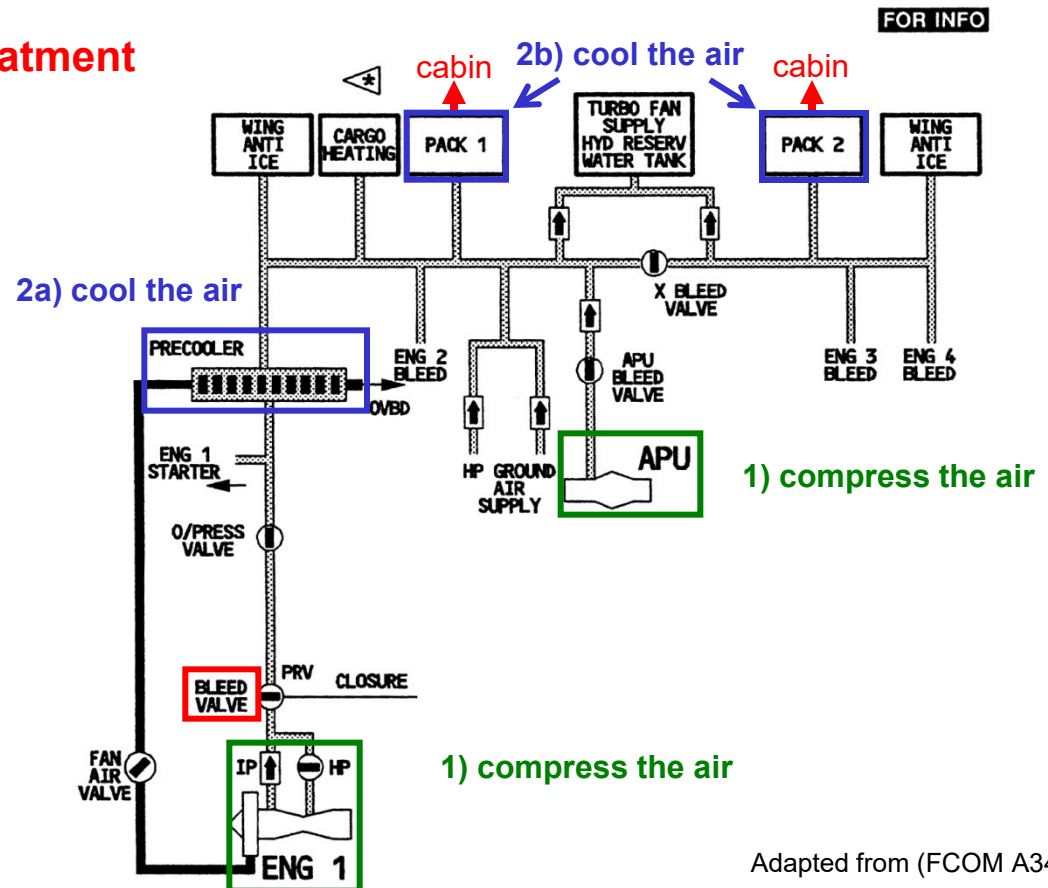 FOR INFO
atment
2b) cool the air
cabin
cabin
*
WING
ANTI
ICE
CARGO
HEATING
PACK 1
TURBO FAN
SUPPLY
HYD RESERV
WATER TANK
PACK 2
WING
ANTI
ICE
2a) cool the air
X BLEED
VALVE
PRECOOLER
OVBD
ENG 2
BLEED
APU
BLEED
VALVE
ENG 3
BLEED
ENG 4
BLEED
ENG 1
STARTER
HP GROUND
AIR
SUPPLY
APU
1) compress the air
O/PRESS
VALVE
BLEED
VALVE
PRV
CLOSURE
FAN
AIR
VALVE
IP
HP
1) compress the air
ENG 1
Adapted from (FCOM A34